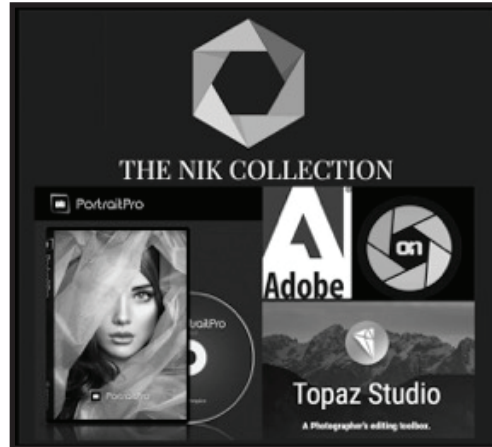 THE NIK COLLECTION
PortraitPro
Adobe
on
PortraitPro
Topaz Studio
A Photographer's editing toolbox.